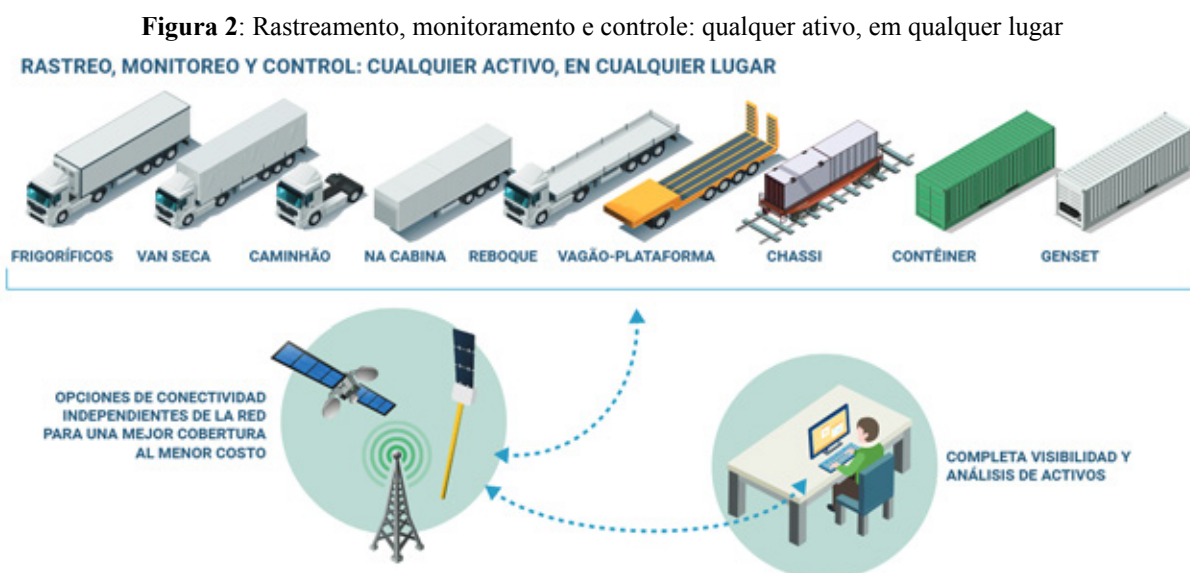 Figura 2: Rastreamento, monitoramento e controle: qualquer ativo, em qualquer lugar
RASTREO, MONITOREO Y CONTROL: CUALQUIER ACTIVO, EN CUALQUIER LUGAR
FRIGORÍFICOS VAN SECA CAMINHÃO NA CABINA REBOQUE VAGÃO-PLATAFORMA CHASSI CONTÊINER GENSET
OPCIONES DE CONECTIVIDAD
INDEPENDIENTES DE LA RED
PARA UNA MEJOR COBERTURA
AL MENOR COSTO
COMPLETA VISIBILIDAD Y
ANÁLISIS DE ACTIVOS